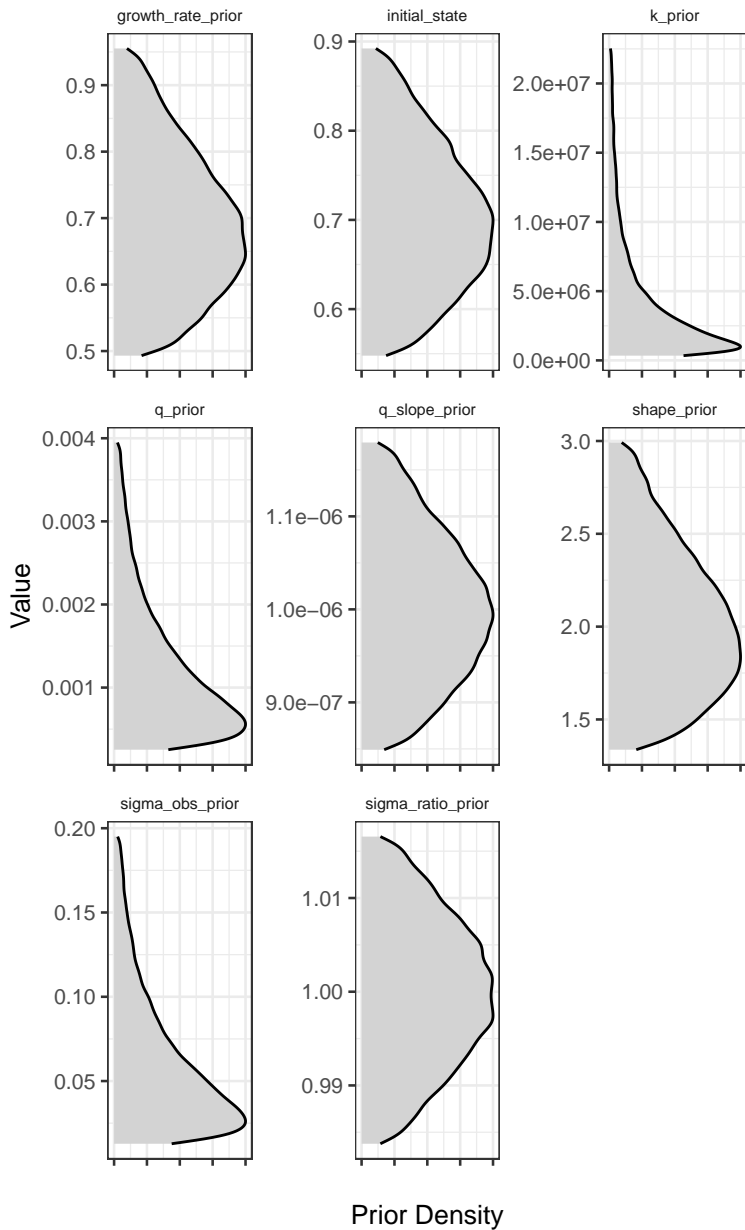 growth_rate_prior
initial_state
k_prior
0.9
0.8
0.7
0.6
0.5
0.9
0.8
0.7
0.6
2.0e+07
1.5e+07
1.0e+07
5.0e+06
0.0e+00
q_prior
q_slope_prior
shape_prior
0.004
0.003
0.002
0.001
1.1e−06
1.0e−06
9.0e−07
3.0
2.5
2.0
1.5
Value
sigma_obs_prior
sigma_ratio_prior
0.20
0.15
0.10
0.05
1.01
1.00
0.99
Prior Density